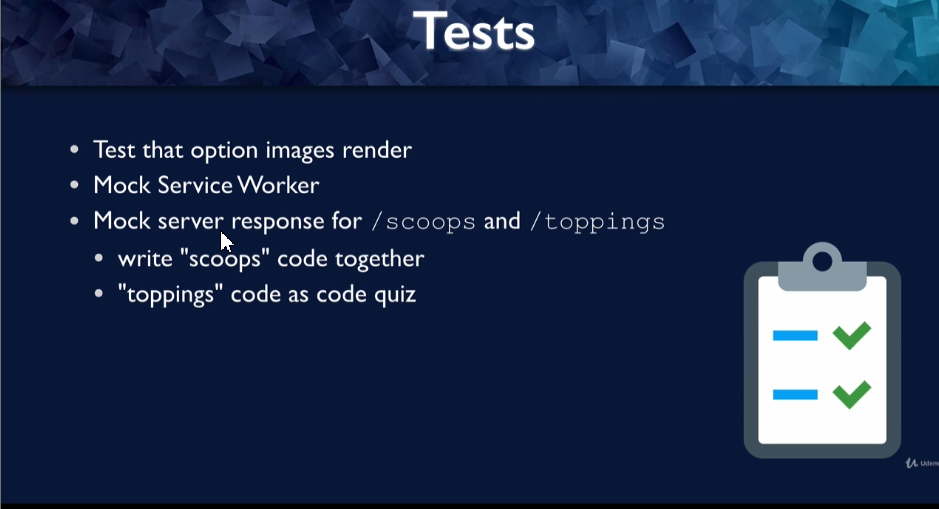 Tests
• Test that option images render
• Mock Service Worker
• Mock server response for /scoops and /toppings
• write "scoops" code together
• "toppings" code as code quiz